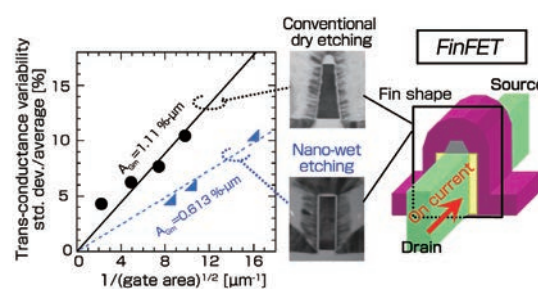 Trans-conductance variability
std. dev./average [%]
15
10
5
0
0
4
8
12
16
1/(gate area)1/2 [μm-1]
AGm=1.11 %-μm
AGm=0.613 %-μm
Conventional
dry etching
Nano-wet
etching
Fin shape
FinFET
Source
On current
Drain